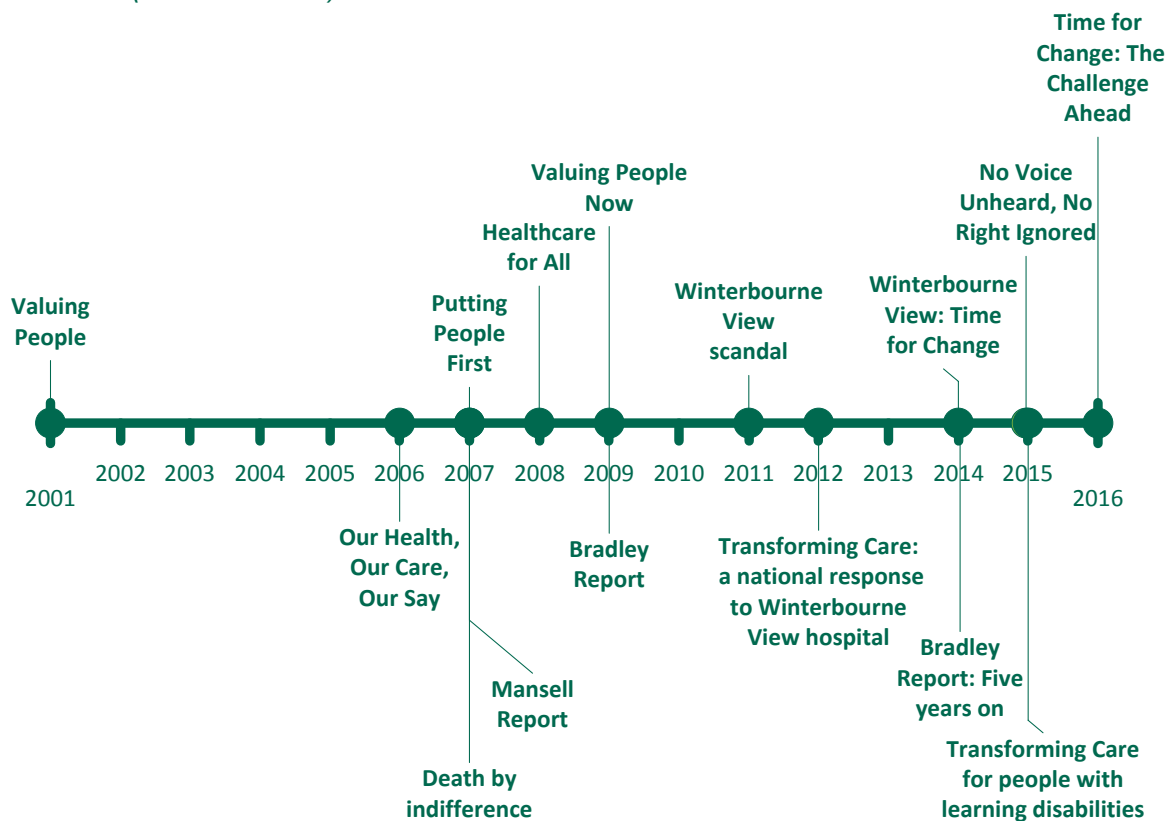 Time for
Change: The
Challenge
Ahead
Valuing People
Now
No Voice
Unheard, No
Right Ignored
Healthcare
for All
Winterbourne
View: Time
for Change
Winterbourne
View
scandal
Putting
People
First
Valuing
People
2001
2002
2003
2004
2005
2006
2007
2008
2009
2010
2011
2012
2013
2014
2015
2016
Our Health,
Our Care,
Our Say
Bradley
Report
Transforming Care:
a national response
to Winterbourne
View hospital
Bradley
Report: Five
years on
Mansell
Report
Transforming Care
for people with
learning disabilities
Death by
indifference